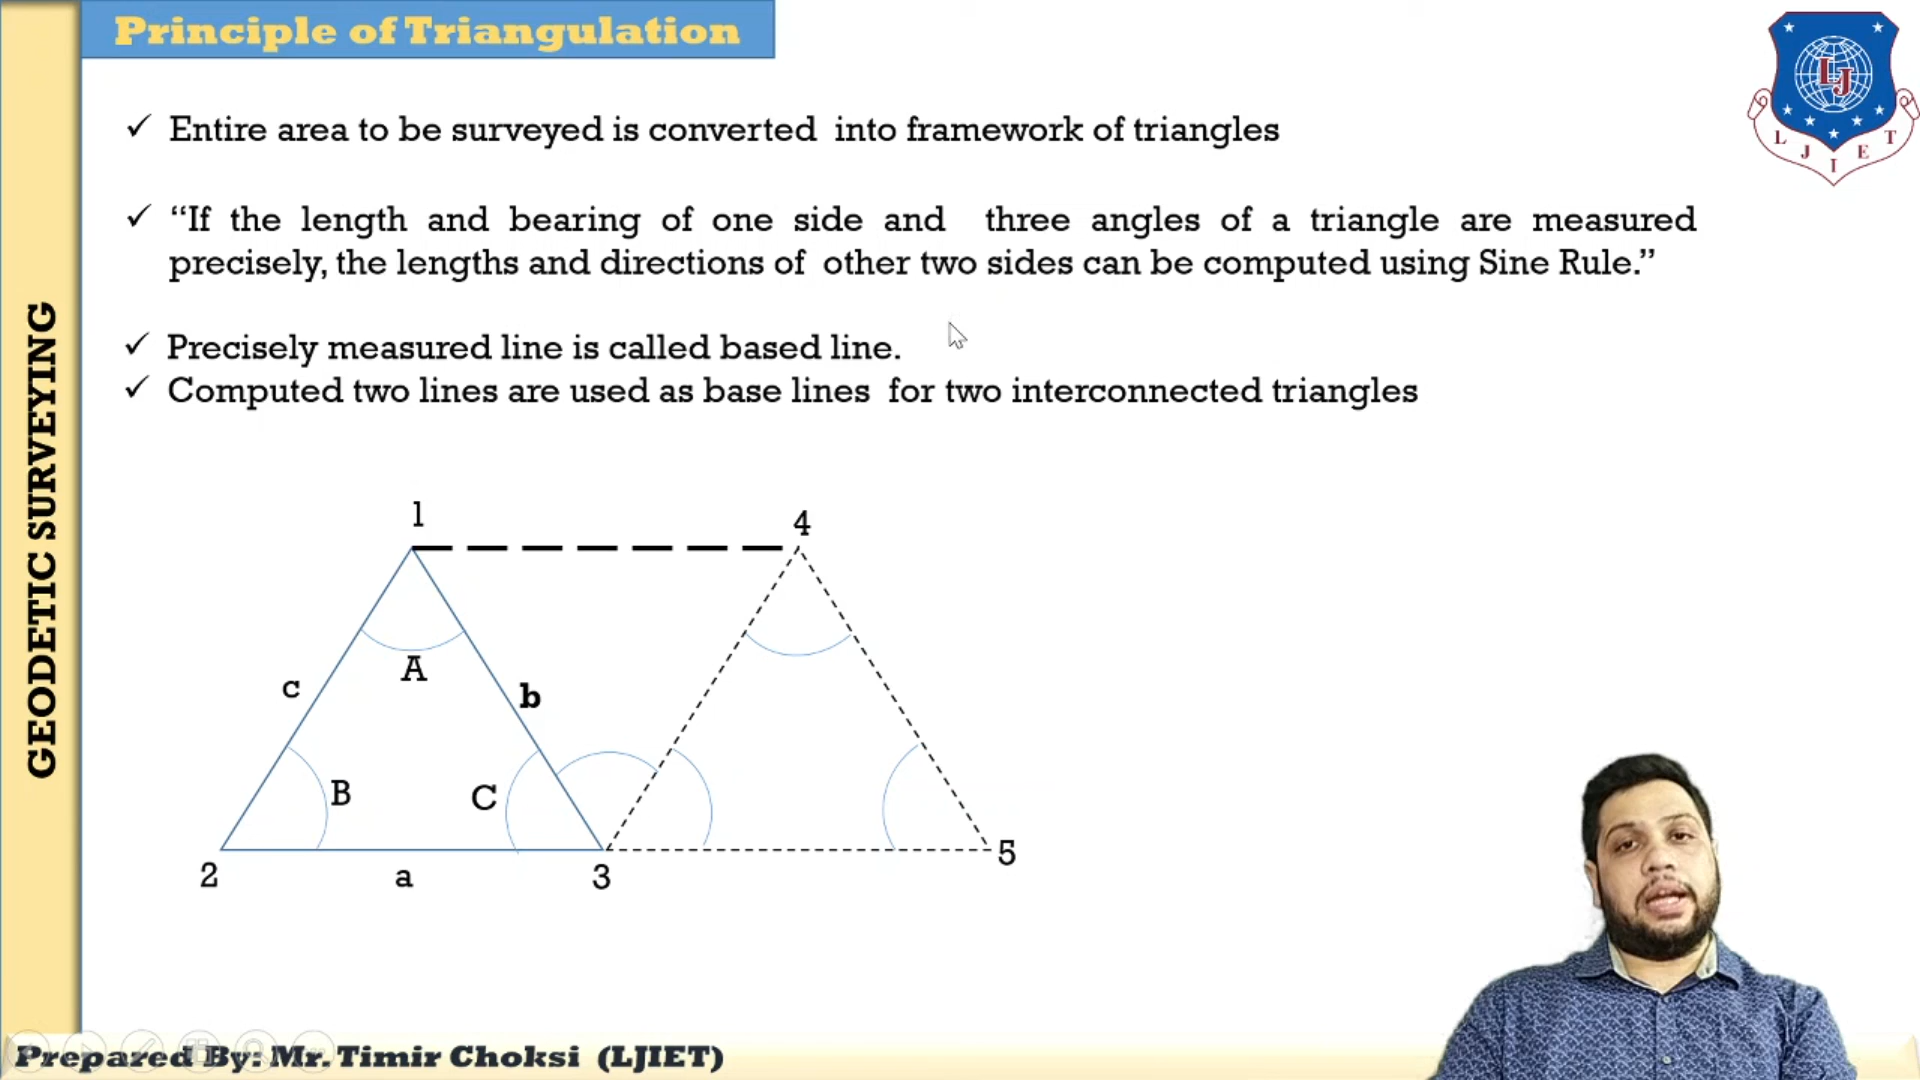 Principle of Triangulation
Entire area to be surveyed is converted into framework of triangles
“If the length and bearing of one side and three angles of a triangle are measured
precisely, the lengths and directions of other two sides can be computed using Sine Rule.”
Precisely measured line is called based line.
Computed two lines are used as base lines for two interconnected triangles
GEODETIC SURVEYING
LJ
L J I E T
1
4
A
c
b
B
C
2
a
3
5
Prepared By: Mr. Timir Choksi (LJIET)